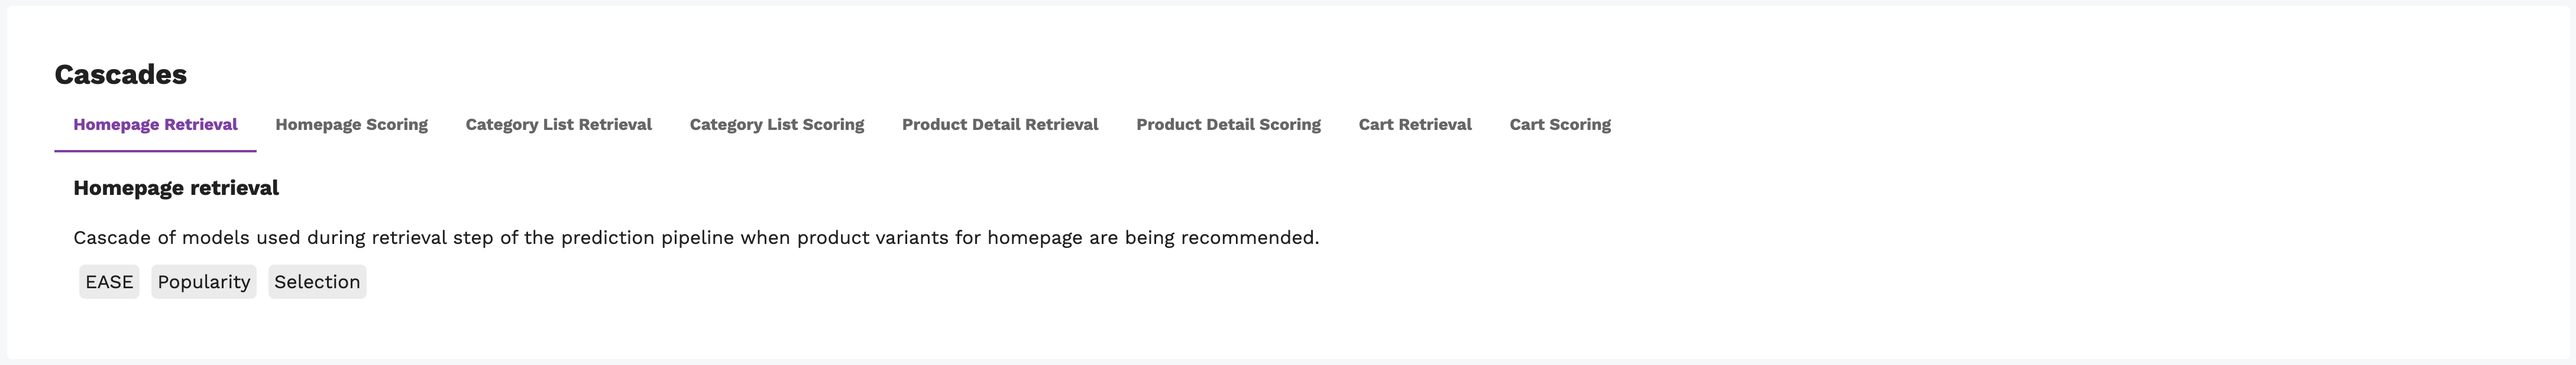 Cascades
Homepage Retrieval Homepage Scoring Category List Retrieval Category List Scoring Product Detail Retrieval Product Detail Scoring Cart Retrieval Cart Scoring
Homepage retrieval
Cascade of models used during retrieval step of the prediction pipeline when product variants for homepage are being recommended.
EASE Popularity Selection